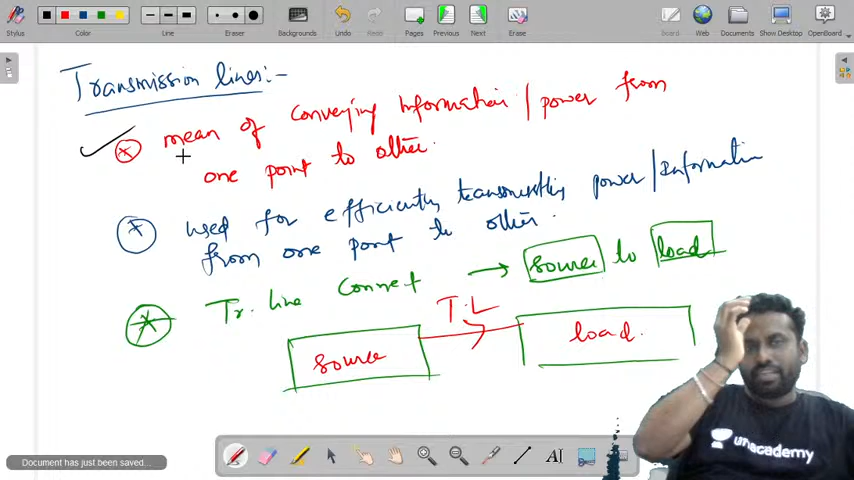 Stylus
Color
Line
Eraser
Backgrounds
Undo
Redo
Pages
Previous
Next
Erase
Board
Web
Documents
Show Desktop
OpenBoard
Transmission lines:-
mean of conveying Information/power from
one point to other.
used for efficiently transmitting power/Information
from one point to other.
Tr. line Connect → source to load
T.L
source
load.
unacademy
Document has just been saved...